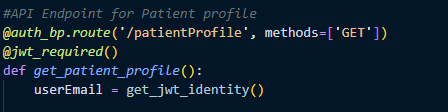 #API Endpoint for Patient profile
@auth_bp.route('/patientProfile', methods=['GET'])
@jwt_required()
def get_patient_profile():
    userEmail = get_jwt_identity()